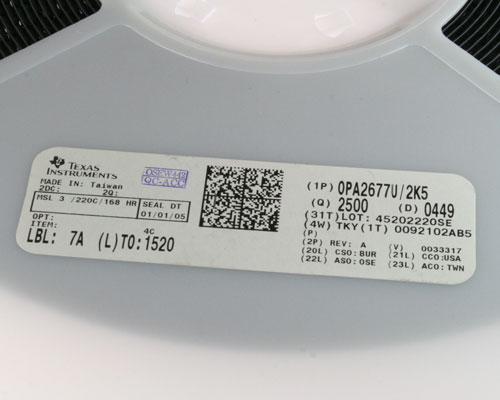 TEXAS
INSTRUMENTS
MADE IN: Taiwan
2DC: 2Q:
MSL 3 /220C/168 HR SEAL DT
01/01/05
OPT:
ITEM: 4C
LBL: 7A (L)TO:1520
QC-ACC
(1P) OPA2677U/2K5
(Q) 2500 (D) 0449
(31T)LOT: 4520222OSE
(4W) TKY(1T) 0092102AB5
(P)
(2P) REV: A (V) 0033317
(20L) CSO:BUR (21L) CCO:USA
(22L) ASO:OSE (23L) ACO:TWN